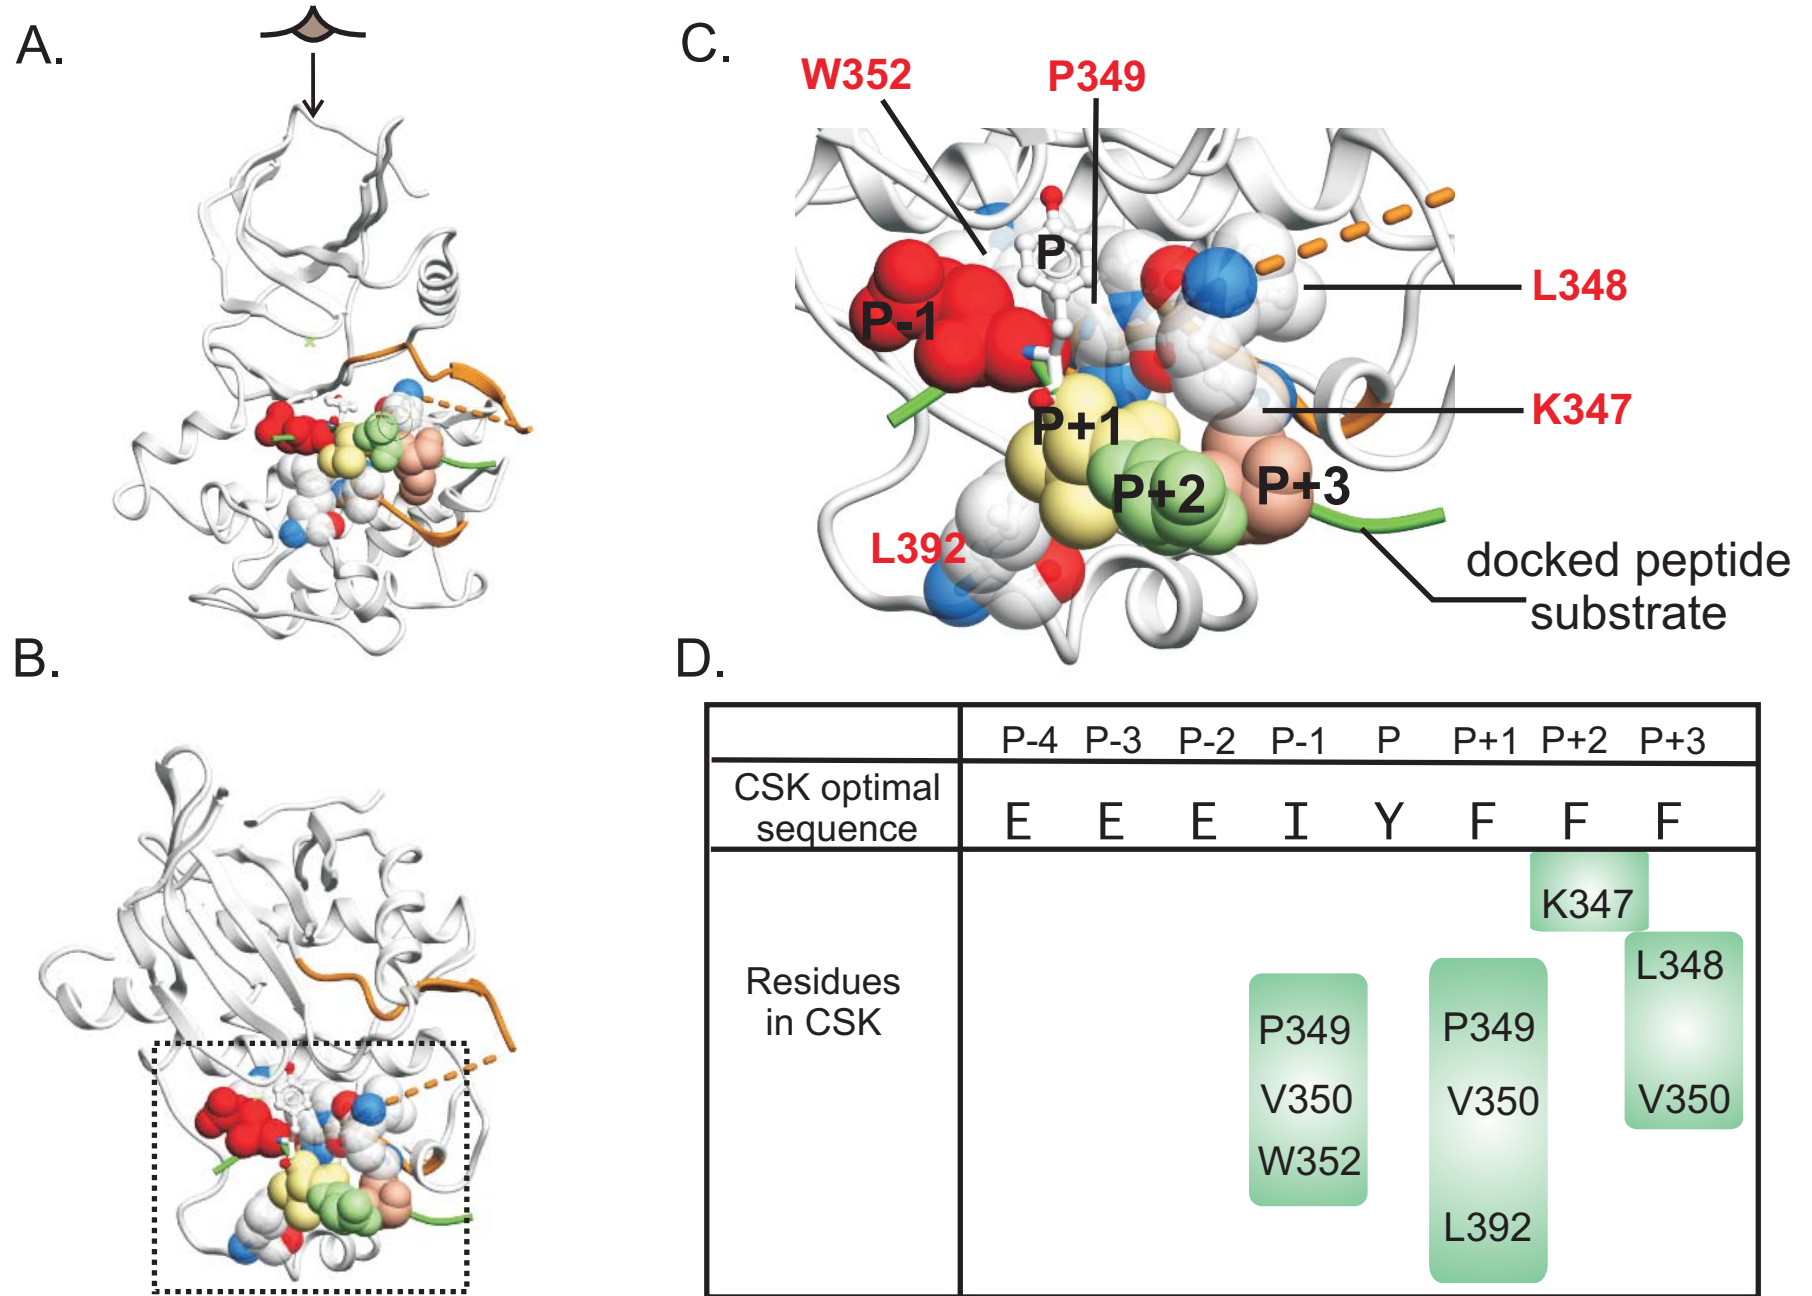 A.
C.
W352 P349
P
P-1
L348
K347
P+1
P+2 P+3
L392
docked peptide
substrate
B.
D.
P-4 P-3 P-2 P-1 P P+1 P+2 P+3
CSK optimal
sequence
E E E I Y F F F
K347
L348
Residues
in CSK
P349 P349
V350 V350 V350
W352
L392